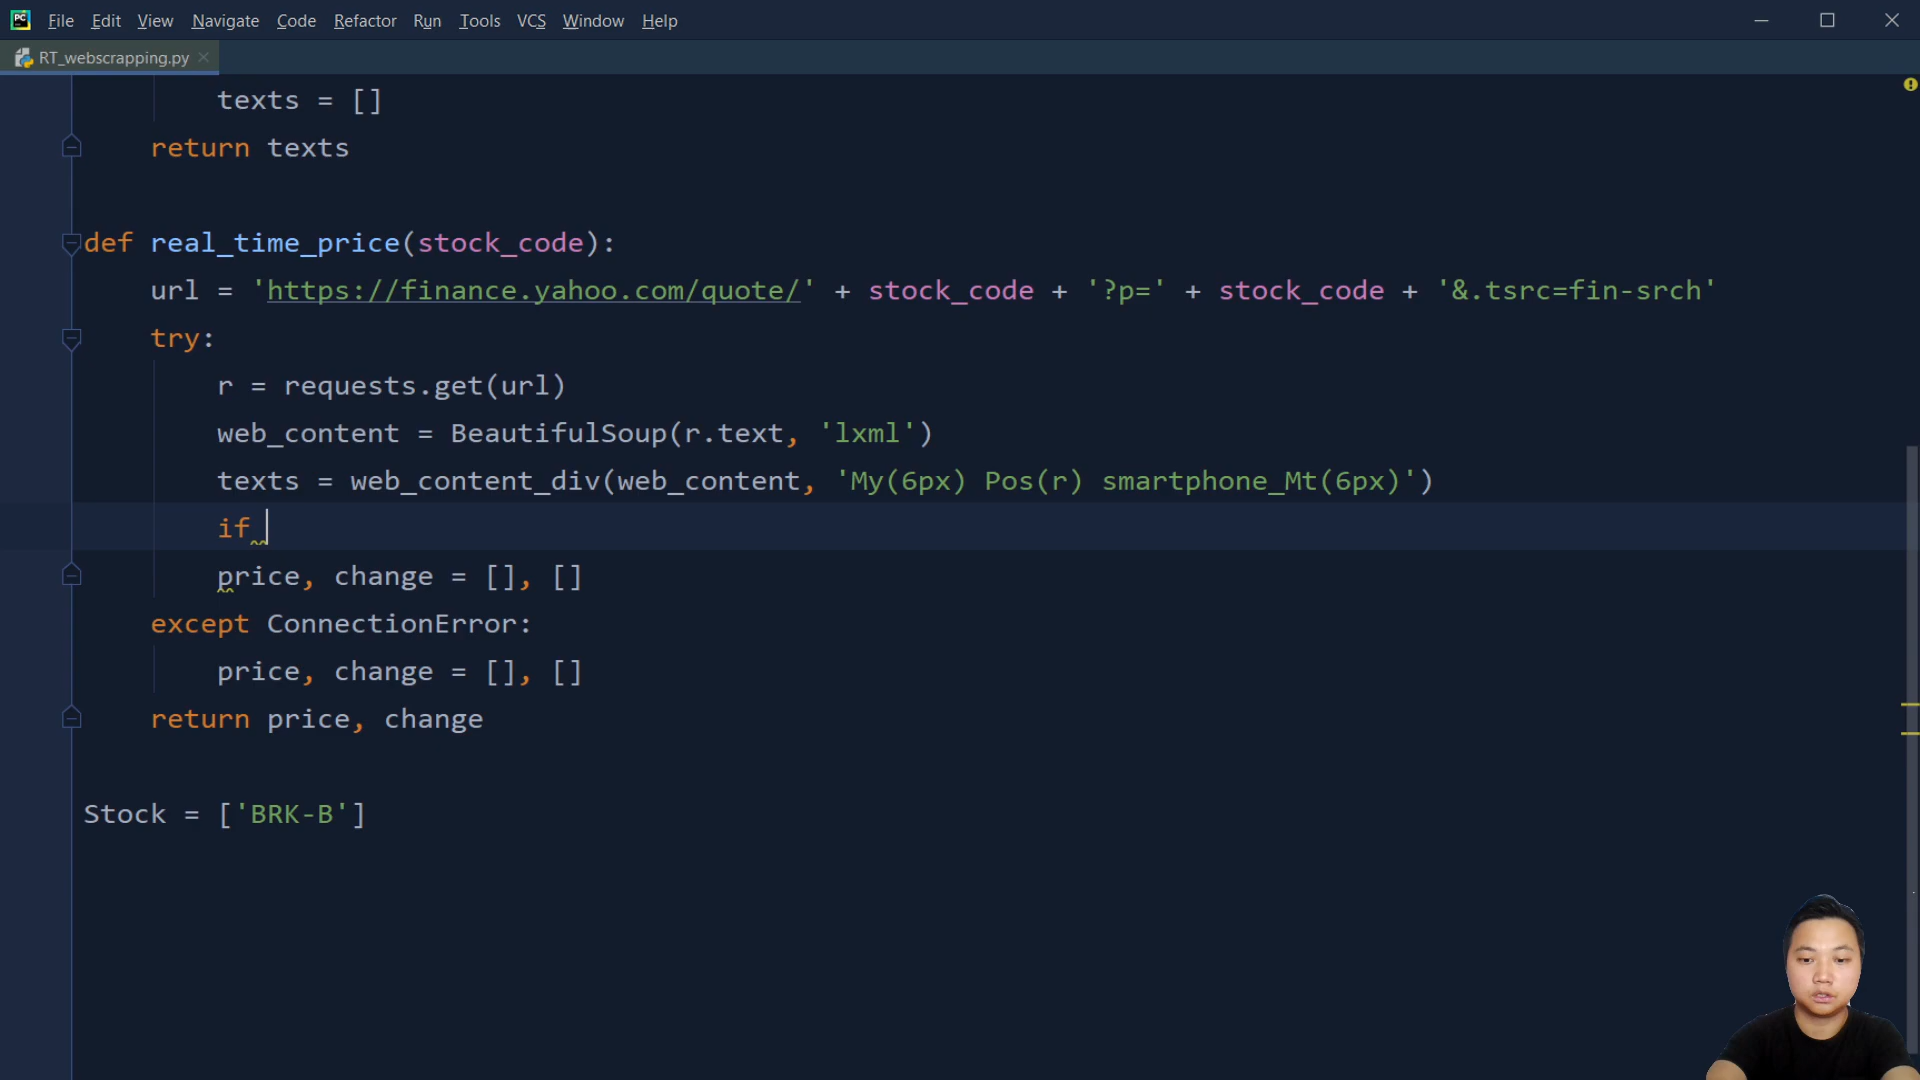 PC File Edit View Navigate Code Refactor Run Tools VCS Window Help
RT_webscrapping.py
texts = []
return texts
def real_time_price(stock_code):
url = 'https://finance.yahoo.com/quote/' + stock_code + '?p=' + stock_code + '&.tsrc=fin-srch'
try:
r = requests.get(url)
web_content = BeautifulSoup(r.text, 'lxml')
texts = web_content_div(web_content, 'My(6px) Pos(r) smartphone_Mt(6px)')
if
price, change = [], []
except ConnectionError:
price, change = [], []
return price, change
Stock = ['BRK-B']